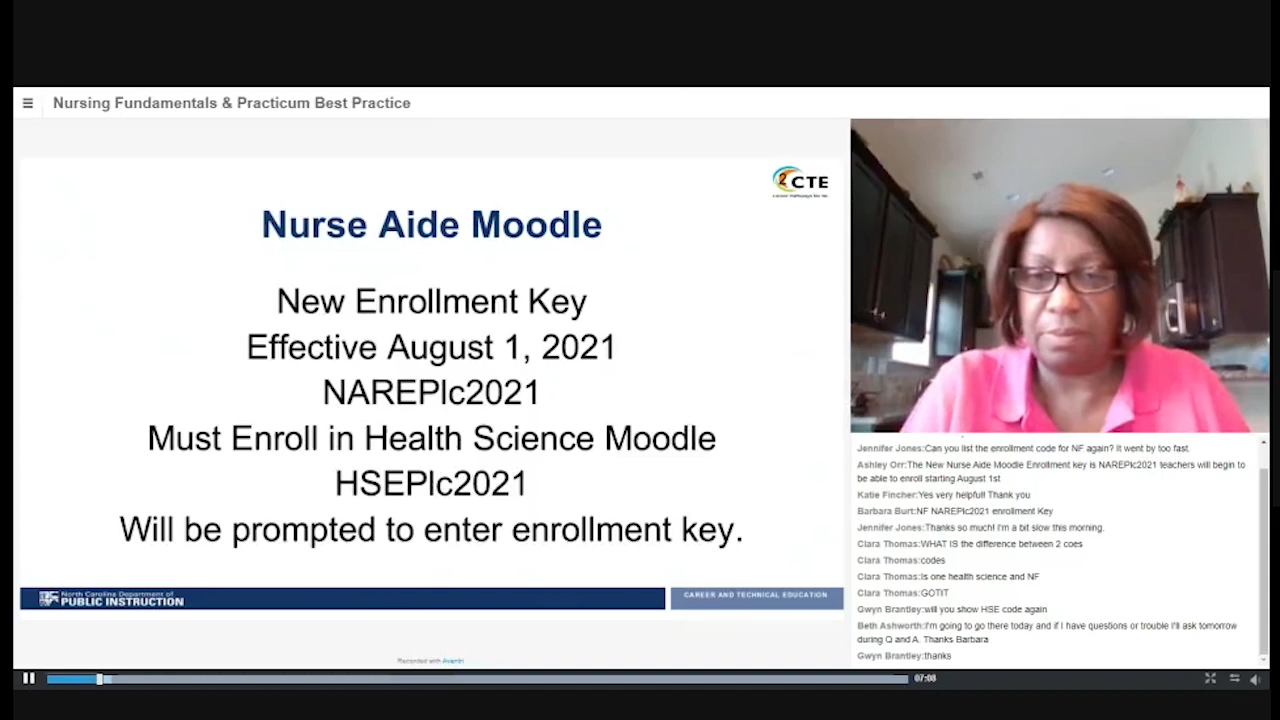 Nursing Fundamentals & Practicum Best Practice
CTE
Nurse Aide Moodle
New Enrollment Key
Effective August 1, 2021
NAREPlc2021
Must Enroll in Health Science Moodle
HSEPlc2021
Will be prompted to enter enrollment key.
North Carolina Department of
PUBLIC INSTRUCTION
CAREER AND TECHNICAL EDUCATION
Recorded with
Jennifer Jones:Can you list the enrollment code for NF again? It went by too fast.
Ashley Orr:The New Nurse Aide Moodle Enrollment key is NAREPlc2021 teachers will begin to
be able to enroll starting August 1st
Katie Fincher:Yes very helpful! Thank you
Barbara Burt:NF NAREPlc2021 enrollment Key
Jennifer Jones:Thanks so much! I'm a bit slow this morning.
Clara Thomas:WHAT IS the difference between 2 coes
Clara Thomas:codes
Clara Thomas:Is one health science and NF
Clara Thomas:GOTIT
Gwyn Brantley:will you show HSE code again
Beth Ashworth:I'm going to go there today and if I have questions or trouble I'll ask tomorrow
during Q and A. Thanks Barbara
Gwyn Brantley:thanks
07:08